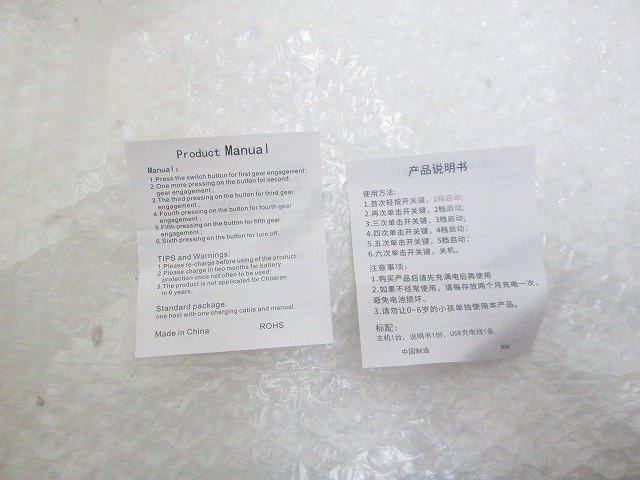 Product Manual
Manual:
1.Press the switch button for first gear engagement;
2.One more pressing on the button for second
gear engagement;
3.The third pressing on the button for third gear
engagement;
4.Fourth pressing on the button for fourth gear
engagement;
5.Fifth pressing on the button for fifth gear
engagement;
6.Sixth pressing on the button for turn off.
TIPS and Warnings:
1.Please re-charge before using of the product;
2.Please charge in two months for battery
protection once not often to be used;
3.The product is not applicated for Children
in 6 years.
Standard package:
one host with one charging cable and manual
Made in China ROHS
产品说明书
使用方法:
1.首次轻按开关键，1档启动;
2.再次单击开关键，2档启动;
3.三次单击开关键，3档启动;
4.四次单击开关键，4档启动;
5.五次单击开关键，5档启动;
6.六次单击开关键，关机。
注意事项:
1.购买产品后请先充满电后再使用
2.如果不经常使用，请每存放两个月充电一次，
避免电池损坏。
3.请勿让0~6岁的小孩单独使用本产品。
标配:
主机1台、说明书1份、USB充电线1条。
中国制造 ROHS